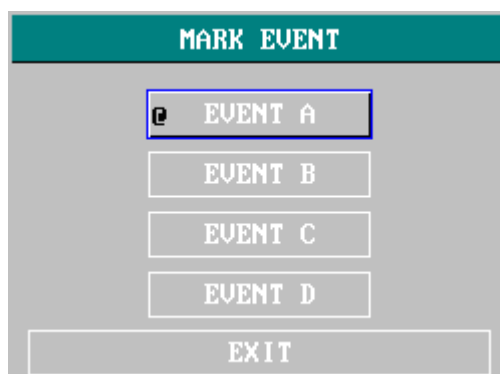 MARK EVENT
@ EVENT A
EVENT B
EVENT C
EVENT D
EXIT